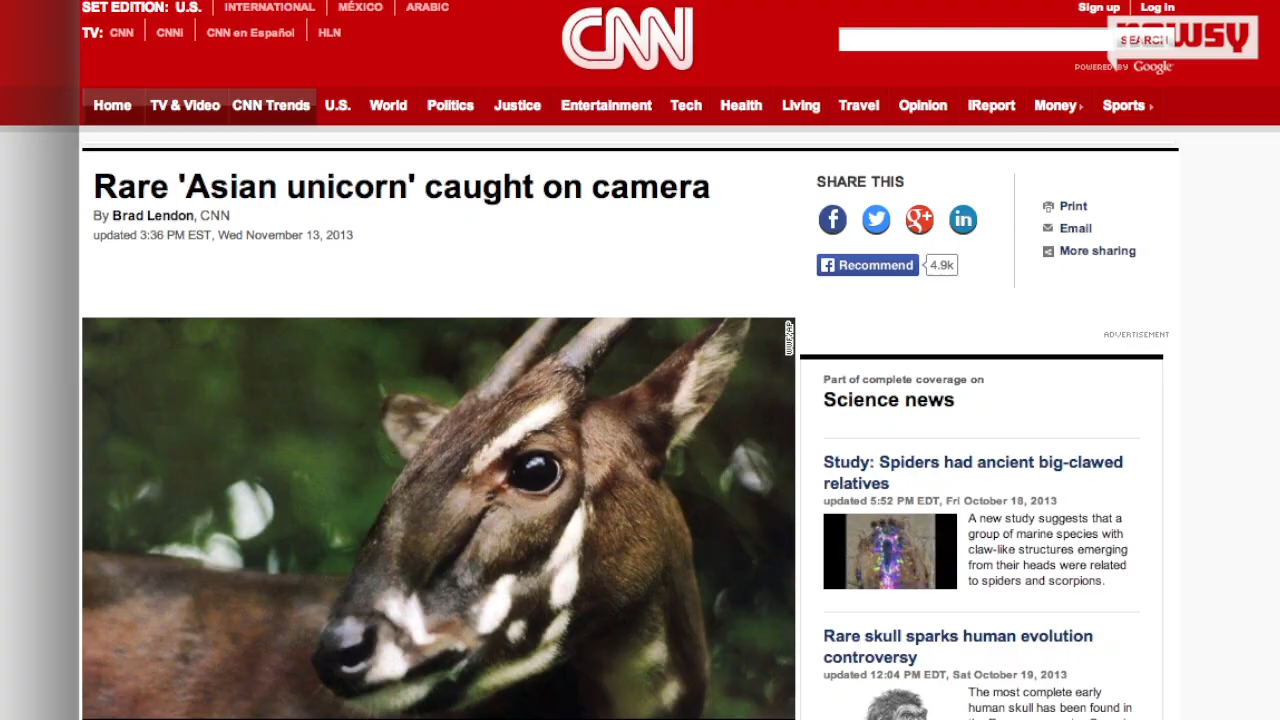 SET EDITION: U.S. INTERNATIONAL MÉXICO ARABIC
TV: CNN CNNi CNN en Español HLN
CNN
Sign up Log in
SEARCH
newsy
POWERED BY Google
Home TV & Video CNN Trends U.S. World Politics Justice Entertainment Tech Health Living Travel Opinion iReport Money Sports
Rare 'Asian unicorn' caught on camera
By Brad Lendon, CNN
updated 3:36 PM EST, Wed November 13, 2013
SHARE THIS
f g+ in
f Recommend 4.9k
Print
Email
More sharing
WWF/AP
ADVERTISEMENT
Part of complete coverage on
Science news
Study: Spiders had ancient big-clawed
relatives
updated 5:52 PM EDT, Fri October 18, 2013
A new study suggests that a
group of marine species with
claw-like structures emerging
from their heads were related
to spiders and scorpions.
Rare skull sparks human evolution
controversy
updated 12:04 PM EDT, Sat October 19, 2013
The most complete early
human skull has been found in